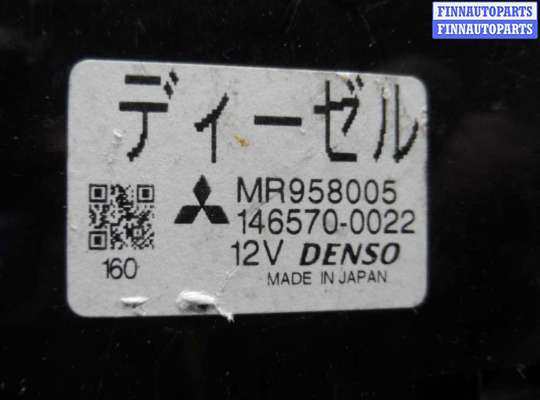 FINNAUTOPARTS
FINNAUTOPARTS
ディーゼル
MR958005
146570-0022
12V DENSO
160
MADE IN JAPAN